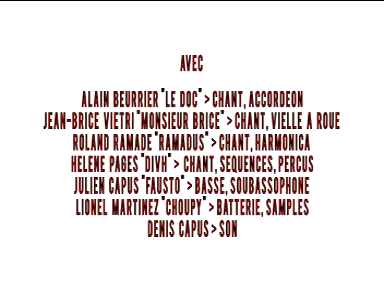 AVEC
ALAIN BEURRIER "LE DOC" > CHANT, ACCORDEON
JEAN-BRICE VIETRI "MONSIEUR BRICE" > CHANT, VIELLE A ROUE
ROLAND RAMADE "RAMADUS" > CHANT, HARMONICA
HELENE PAGES "DIVH" > CHANT, SEQUENCES, PERCUS
JULIEN CAPUS "FAUSTO" > BASSE, SOUBASSOPHONE
LIONEL MARTINEZ "CHOUPY" > BATTERIE, SAMPLES
DENIS CAPUS > SON